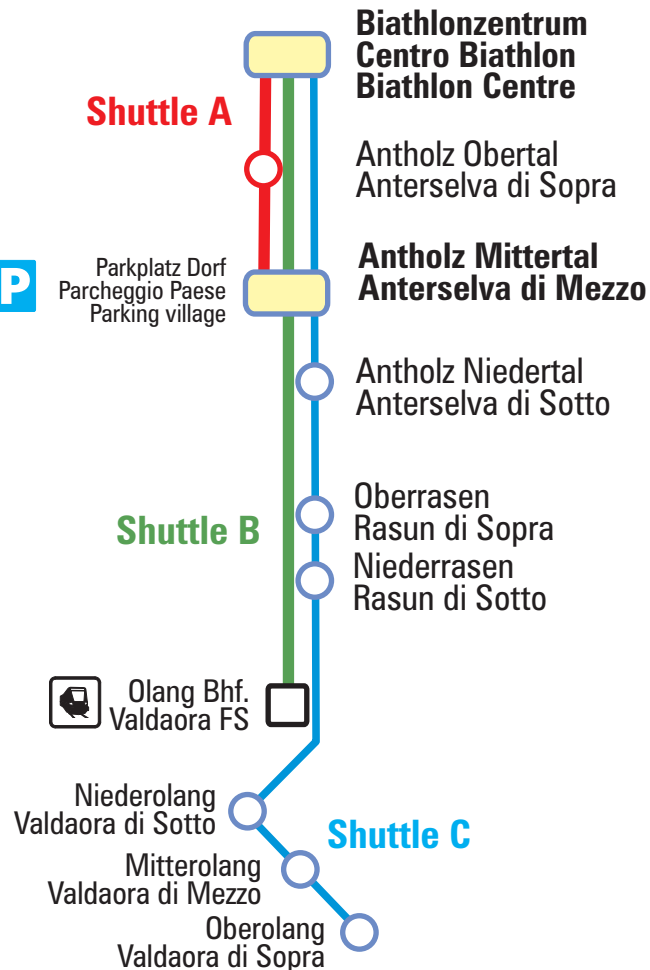 Biathlonzentrum
Centro Biathlon
Biathlon Centre
Shuttle A
Antholz Obertal
Anterselva di Sopra
P
Parkplatz Dorf
Parcheggio Paese
Parking village
Antholz Mittertal
Anterselva di Mezzo
Antholz Niedertal
Anterselva di Sotto
Shuttle B
Oberrasen
Rasun di Sopra
Niederrasen
Rasun di Sotto
Olang Bhf.
Valdaora FS
Niederolang
Valdaora di Sotto
Shuttle C
Mitterolang
Valdaora di Mezzo
Oberolang
Valdaora di Sopra